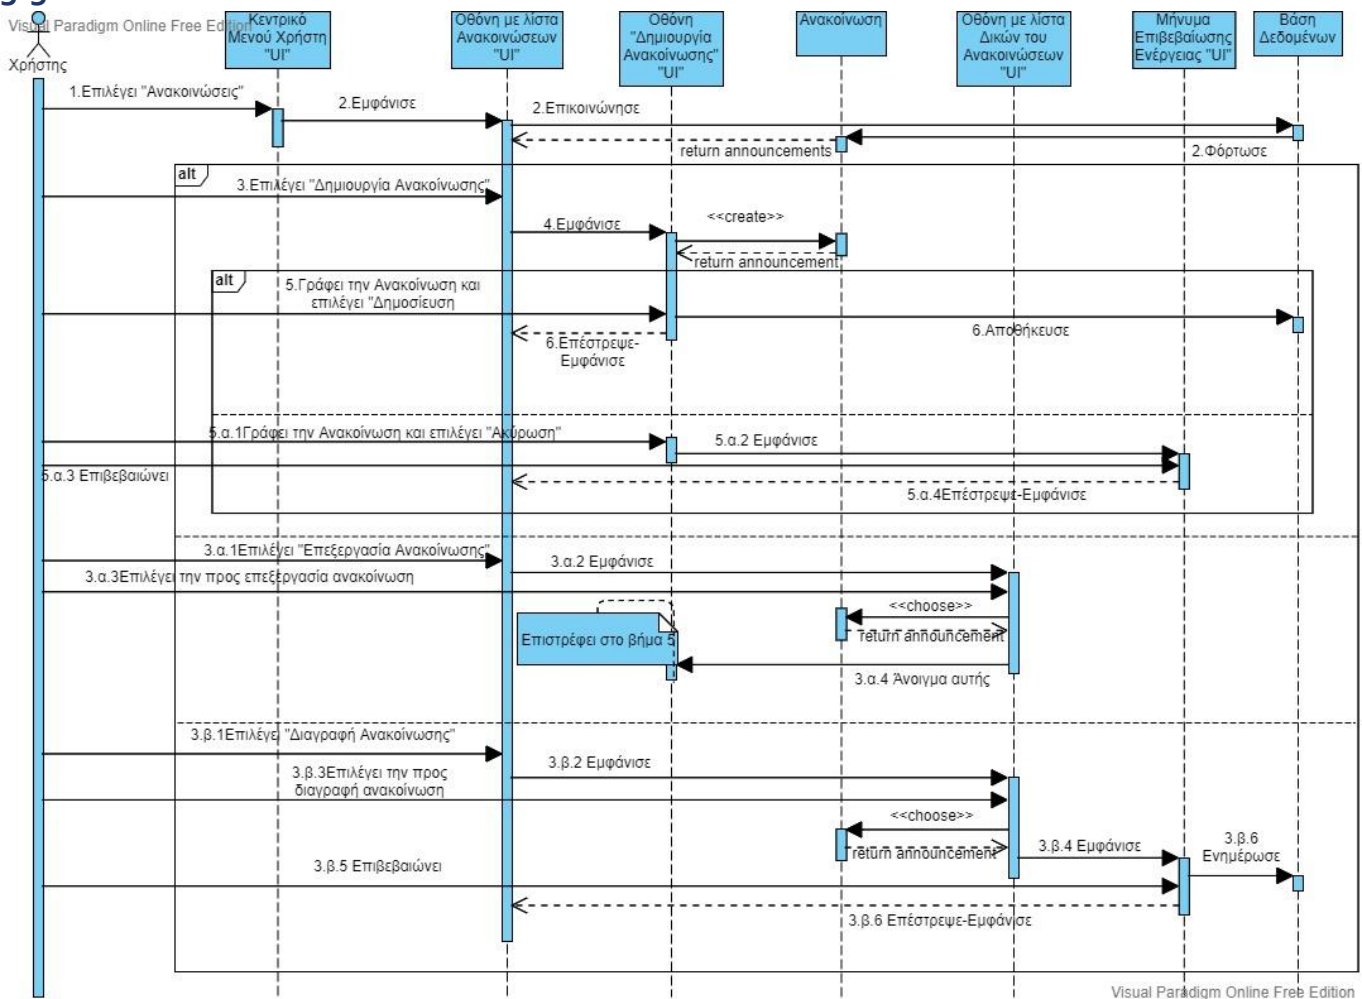 Visual Paradigm Online Free Edition
Χρήστης
Κεντρικό
Μενού Χρήστη
"UI"
Οθόνη με λίστα
Ανακοινώσεων
"UI"
Οθόνη
"Δημιουργία
Ανακοίνωσης"
"UI"
Ανακοίνωση
Οθόνη με λίστα
Δικών του
Ανακοινώσεων
"UI"
Μήνυμα
Επιβεβαίωσης
Ενέργειας "UI"
Βάση
Δεδομένων
1.Επιλέγει "Ανακοινώσεις"
2.Εμφάνισε
2.Επικοινώνησε
return announcements
2.Φόρτωσε
alt
3.Επιλέγει "Δημιουργία Ανακοίνωσης"
4.Εμφάνισε
<<create>>
return announcement
alt
5.Γράφει την Ανακοίνωση και
επιλέγει "Δημοσίευση
6.Αποθήκευσε
6.Επέστρεψε-
Εμφάνισε
5.α.1Γράφει την Ανακοίνωση και επιλέγει "Ακύρωση"
5.α.2 Εμφάνισε
5.α.3 Επιβεβαιώνει
5.α.4Επέστρεψε-Εμφάνισε
3.α.1Επιλέγει "Επεξεργασία Ανακοίνωσης"
3.α.2 Εμφάνισε
3.α.3Επιλέγει την προς επεξεργασία ανακοίνωση
<<choose>>
return announcement
Επιστρέφει στο βήμα 5
3.α.4 Άνοιγμα αυτής
3.β.1Επιλέγει "Διαγραφή Ανακοίνωσης"
3.β.2 Εμφάνισε
3.β.3Επιλέγει την προς
διαγραφή ανακοίνωση
<<choose>>
return announcement
3.β.4 Εμφάνισε
3.β.6
Ενημέρωσε
3.β.5 Επιβεβαιώνει
3.β.6 Επέστρεψε-Εμφάνισε
Visual Paradigm Online Free Edition